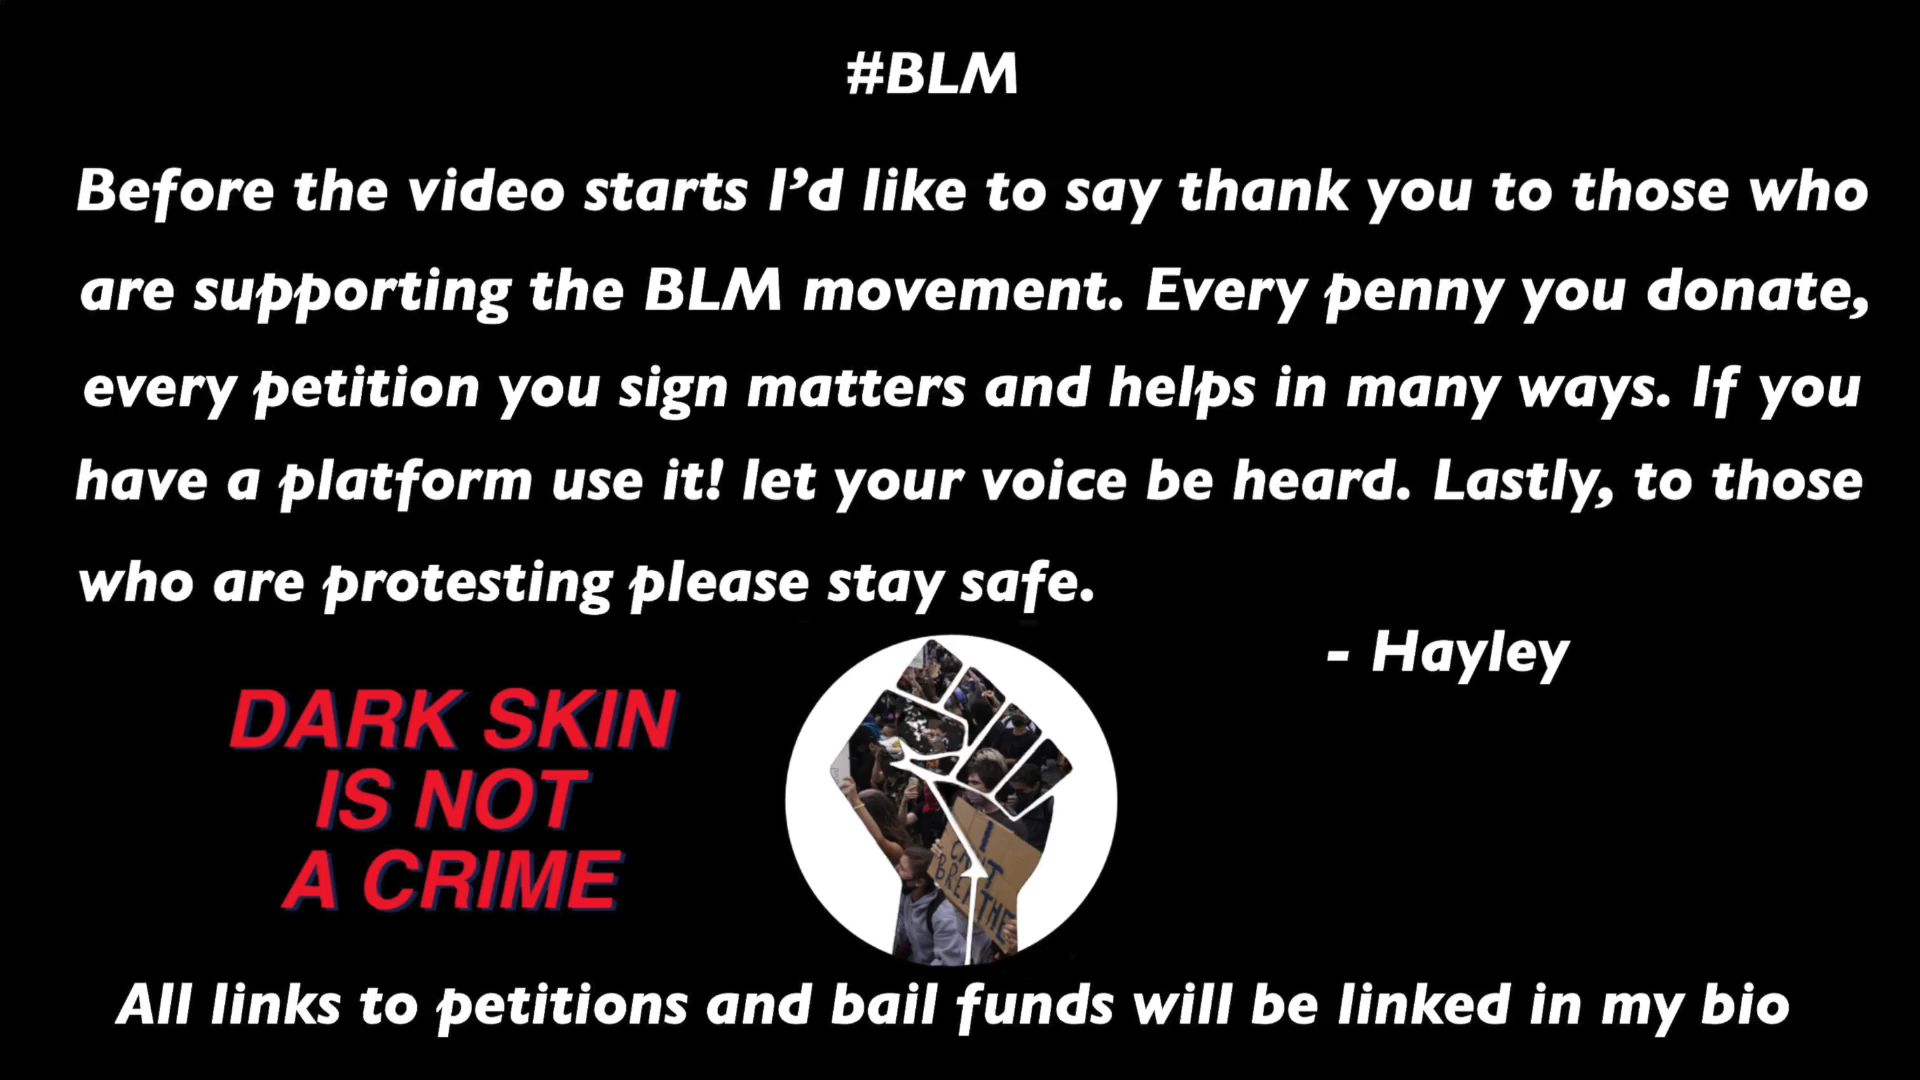 #BLM
Before the video starts I'd like to say thank you to those who
are supporting the BLM movement. Every penny you donate,
every petition you sign matters and helps in many ways. If you
have a platform use it! let your voice be heard. Lastly, to those
who are protesting please stay safe.
- Hayley
DARK SKIN
IS NOT
A CRIME
I
CAN'T
BREATHE
All links to petitions and bail funds will be linked in my bio